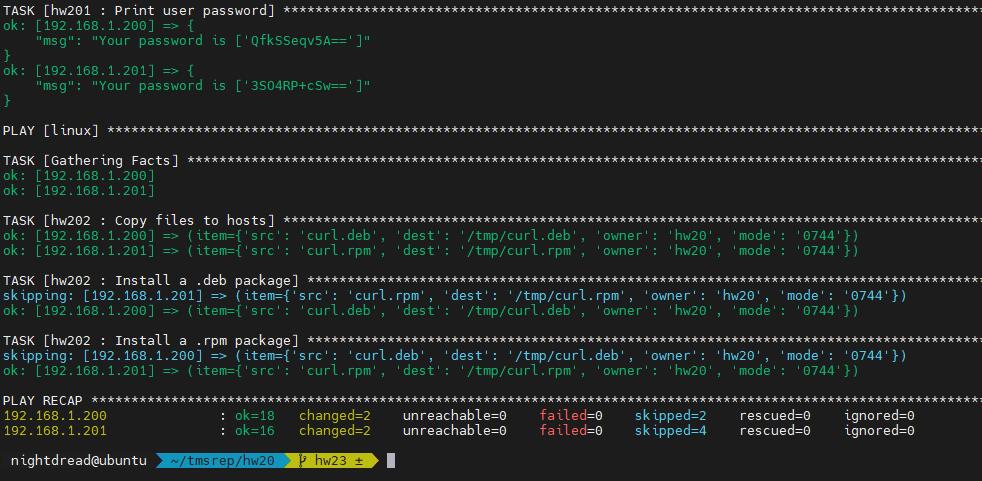 TASK [hw201 : Print user password] ****************************************************************************************
ok: [192.168.1.200] => {
    "msg": "Your password is ['QfkSSeqv5A==']"
}
ok: [192.168.1.201] => {
    "msg": "Your password is ['3SO4RP+cSw==']"
}
PLAY [linux] **************************************************************************************************************
TASK [Gathering Facts] ****************************************************************************************************
ok: [192.168.1.200]
ok: [192.168.1.201]
TASK [hw202 : Copy files to hosts] ****************************************************************************************
ok: [192.168.1.200] => (item={'src': 'curl.deb', 'dest': '/tmp/curl.deb', 'owner': 'hw20', 'mode': '0744'})
ok: [192.168.1.201] => (item={'src': 'curl.rpm', 'dest': '/tmp/curl.rpm', 'owner': 'hw20', 'mode': '0744'})
TASK [hw202 : Install a .deb package] *************************************************************************************
skipping: [192.168.1.201] => (item={'src': 'curl.rpm', 'dest': '/tmp/curl.rpm', 'owner': 'hw20', 'mode': '0744'})
ok: [192.168.1.200] => (item={'src': 'curl.deb', 'dest': '/tmp/curl.deb', 'owner': 'hw20', 'mode': '0744'})
TASK [hw202 : Install a .rpm package] *************************************************************************************
skipping: [192.168.1.200] => (item={'src': 'curl.deb', 'dest': '/tmp/curl.deb', 'owner': 'hw20', 'mode': '0744'})
ok: [192.168.1.201] => (item={'src': 'curl.rpm', 'dest': '/tmp/curl.rpm', 'owner': 'hw20', 'mode': '0744'})
PLAY RECAP ****************************************************************************************************************
192.168.1.200              : ok=18   changed=2    unreachable=0    failed=0    skipped=2    rescued=0    ignored=0
192.168.1.201              : ok=16   changed=2    unreachable=0    failed=0    skipped=4    rescued=0    ignored=0
nightread@ubuntu ~/tmsrep/hw20 hw23 ±